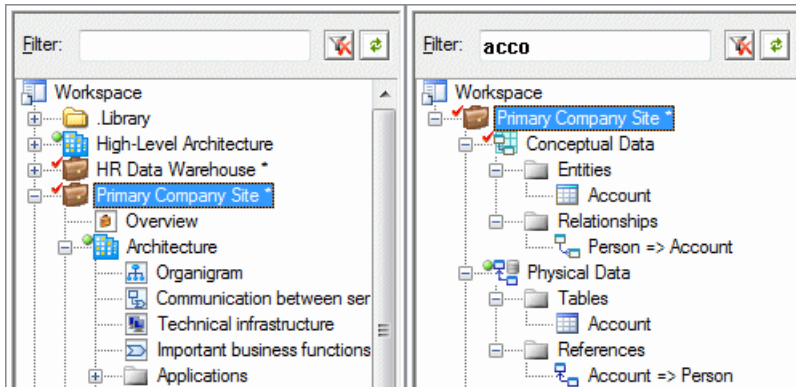 Filter:
Workspace
.Library
High-Level Architecture
HR Data Warehouse *
Primary Company Site *
Overview
Architecture
Organigram
Communication between ser
Technical infrastructure
Important business functions
Applications
Filter: acco
Workspace
Primary Company Site *
Conceptual Data
Entities
Account
Relationships
Person => Account
Physical Data
Tables
Account
References
Account => Person